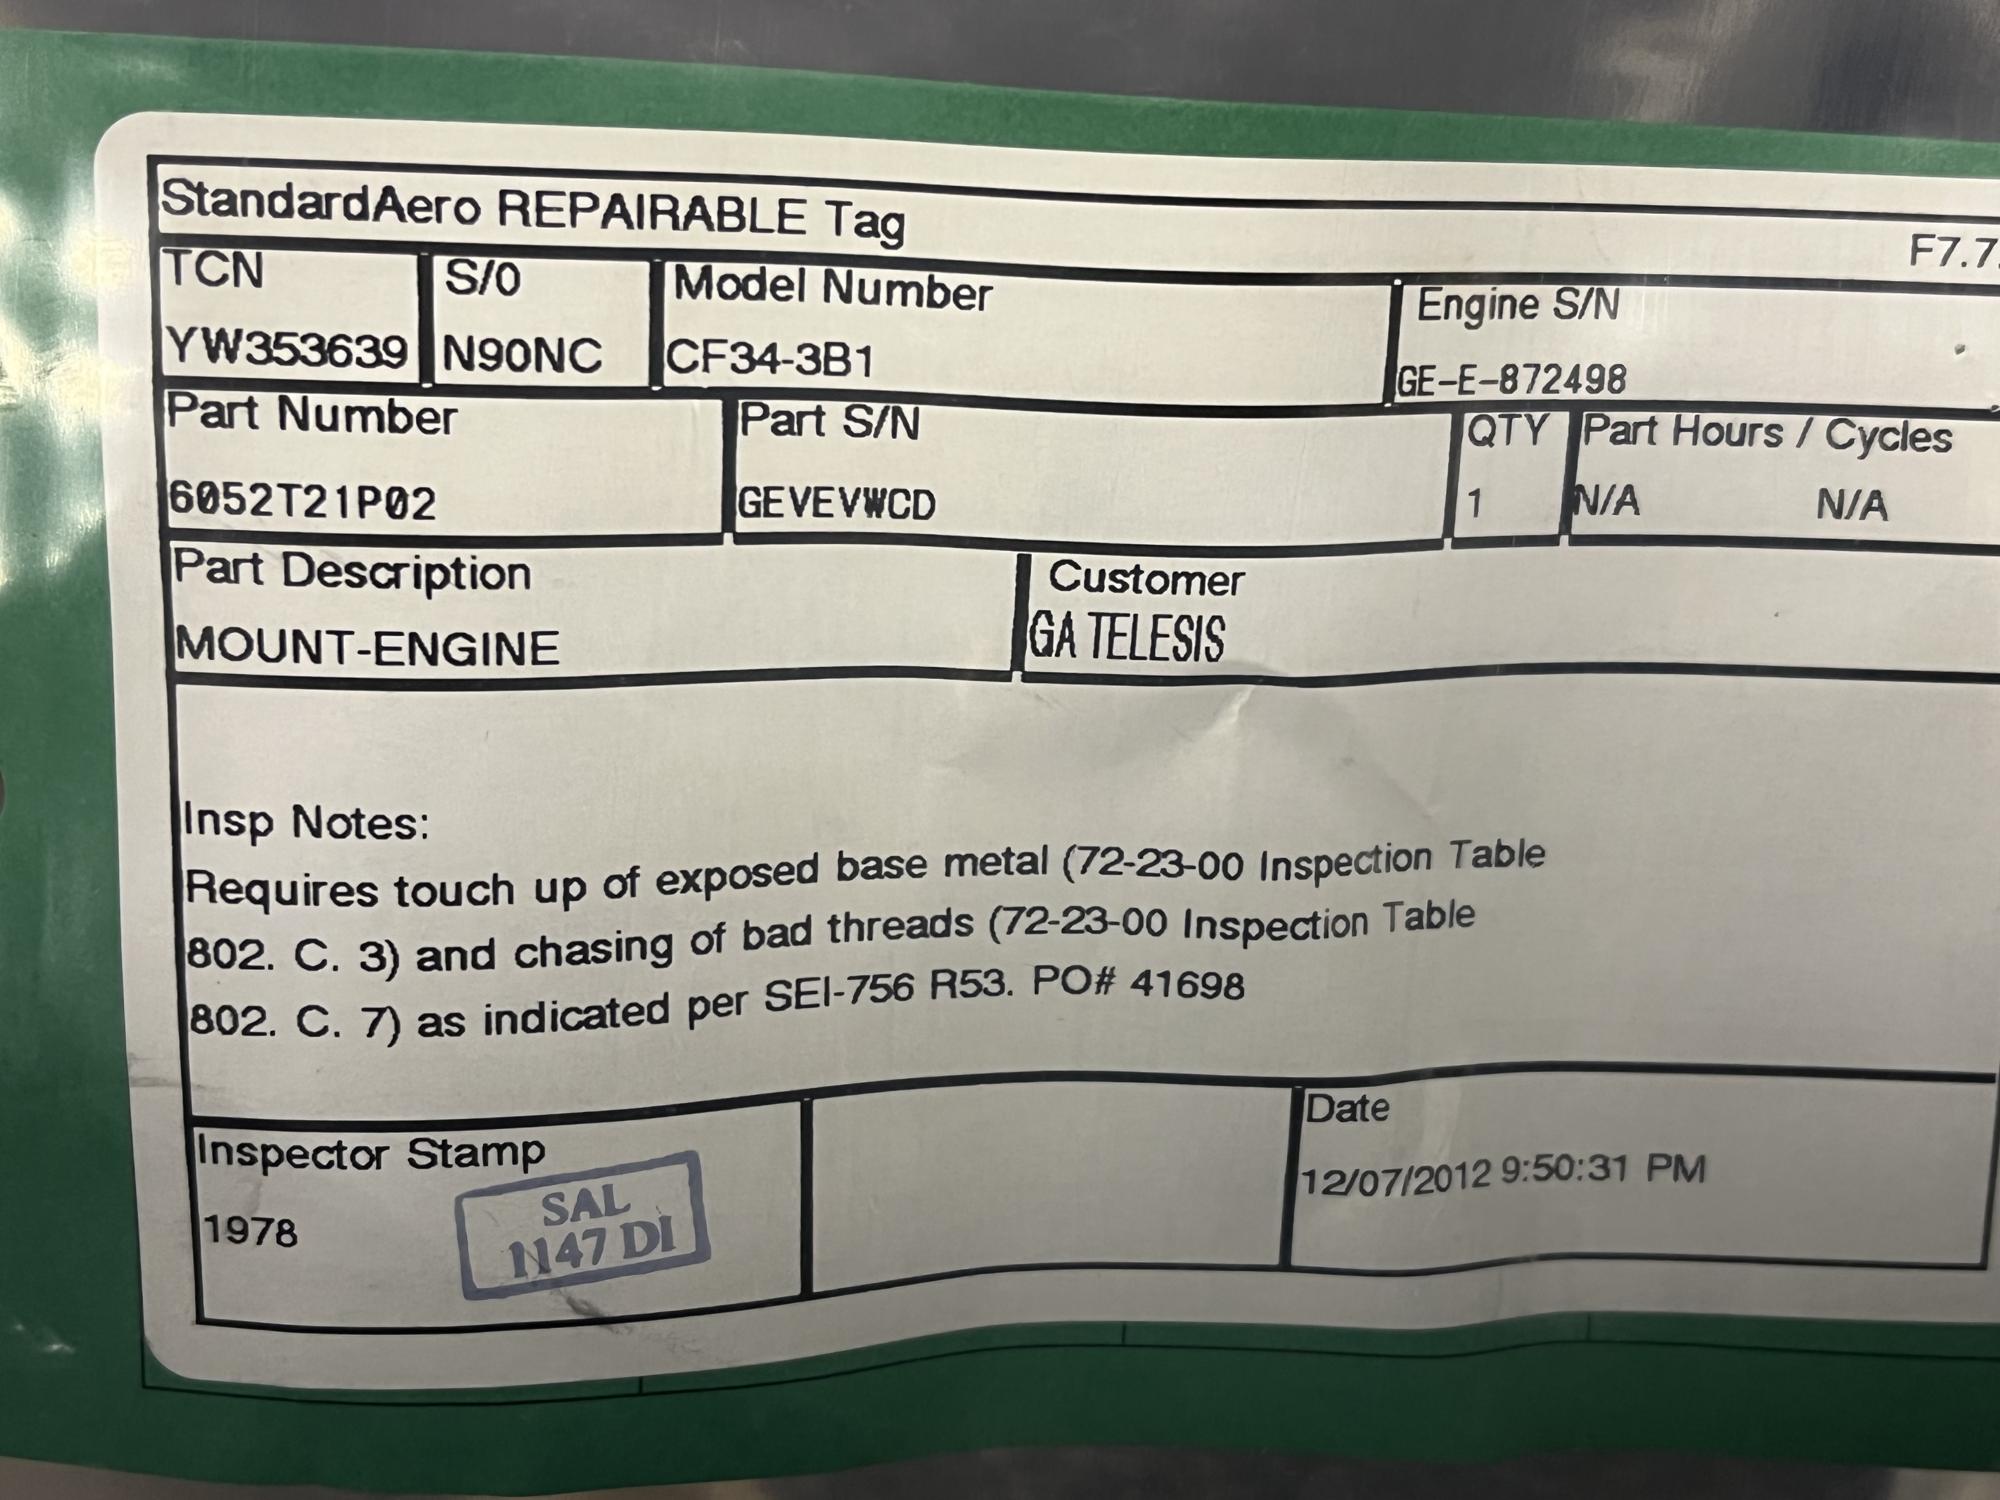 StandardAero REPAIRABLE Tag
F7.7
TCN S/O Model Number Engine S/N
YW353639 N90NC CF34-3B1 GE-E-872498
Part Number Part S/N QTY Part Hours / Cycles
6052T21P02 GEVEVWCD 1 N/A N/A
Part Description Customer
MOUNT-ENGINE GA TELESIS
Insp Notes:
Requires touch up of exposed base metal (72-23-00 Inspection Table
802. C. 3) and chasing of bad threads (72-23-00 Inspection Table
802. C. 7) as indicated per SEI-756 R53. PO# 41698
Inspector Stamp Date
1978 12/07/2012 9:50:31 PM
SAL
N47 DI